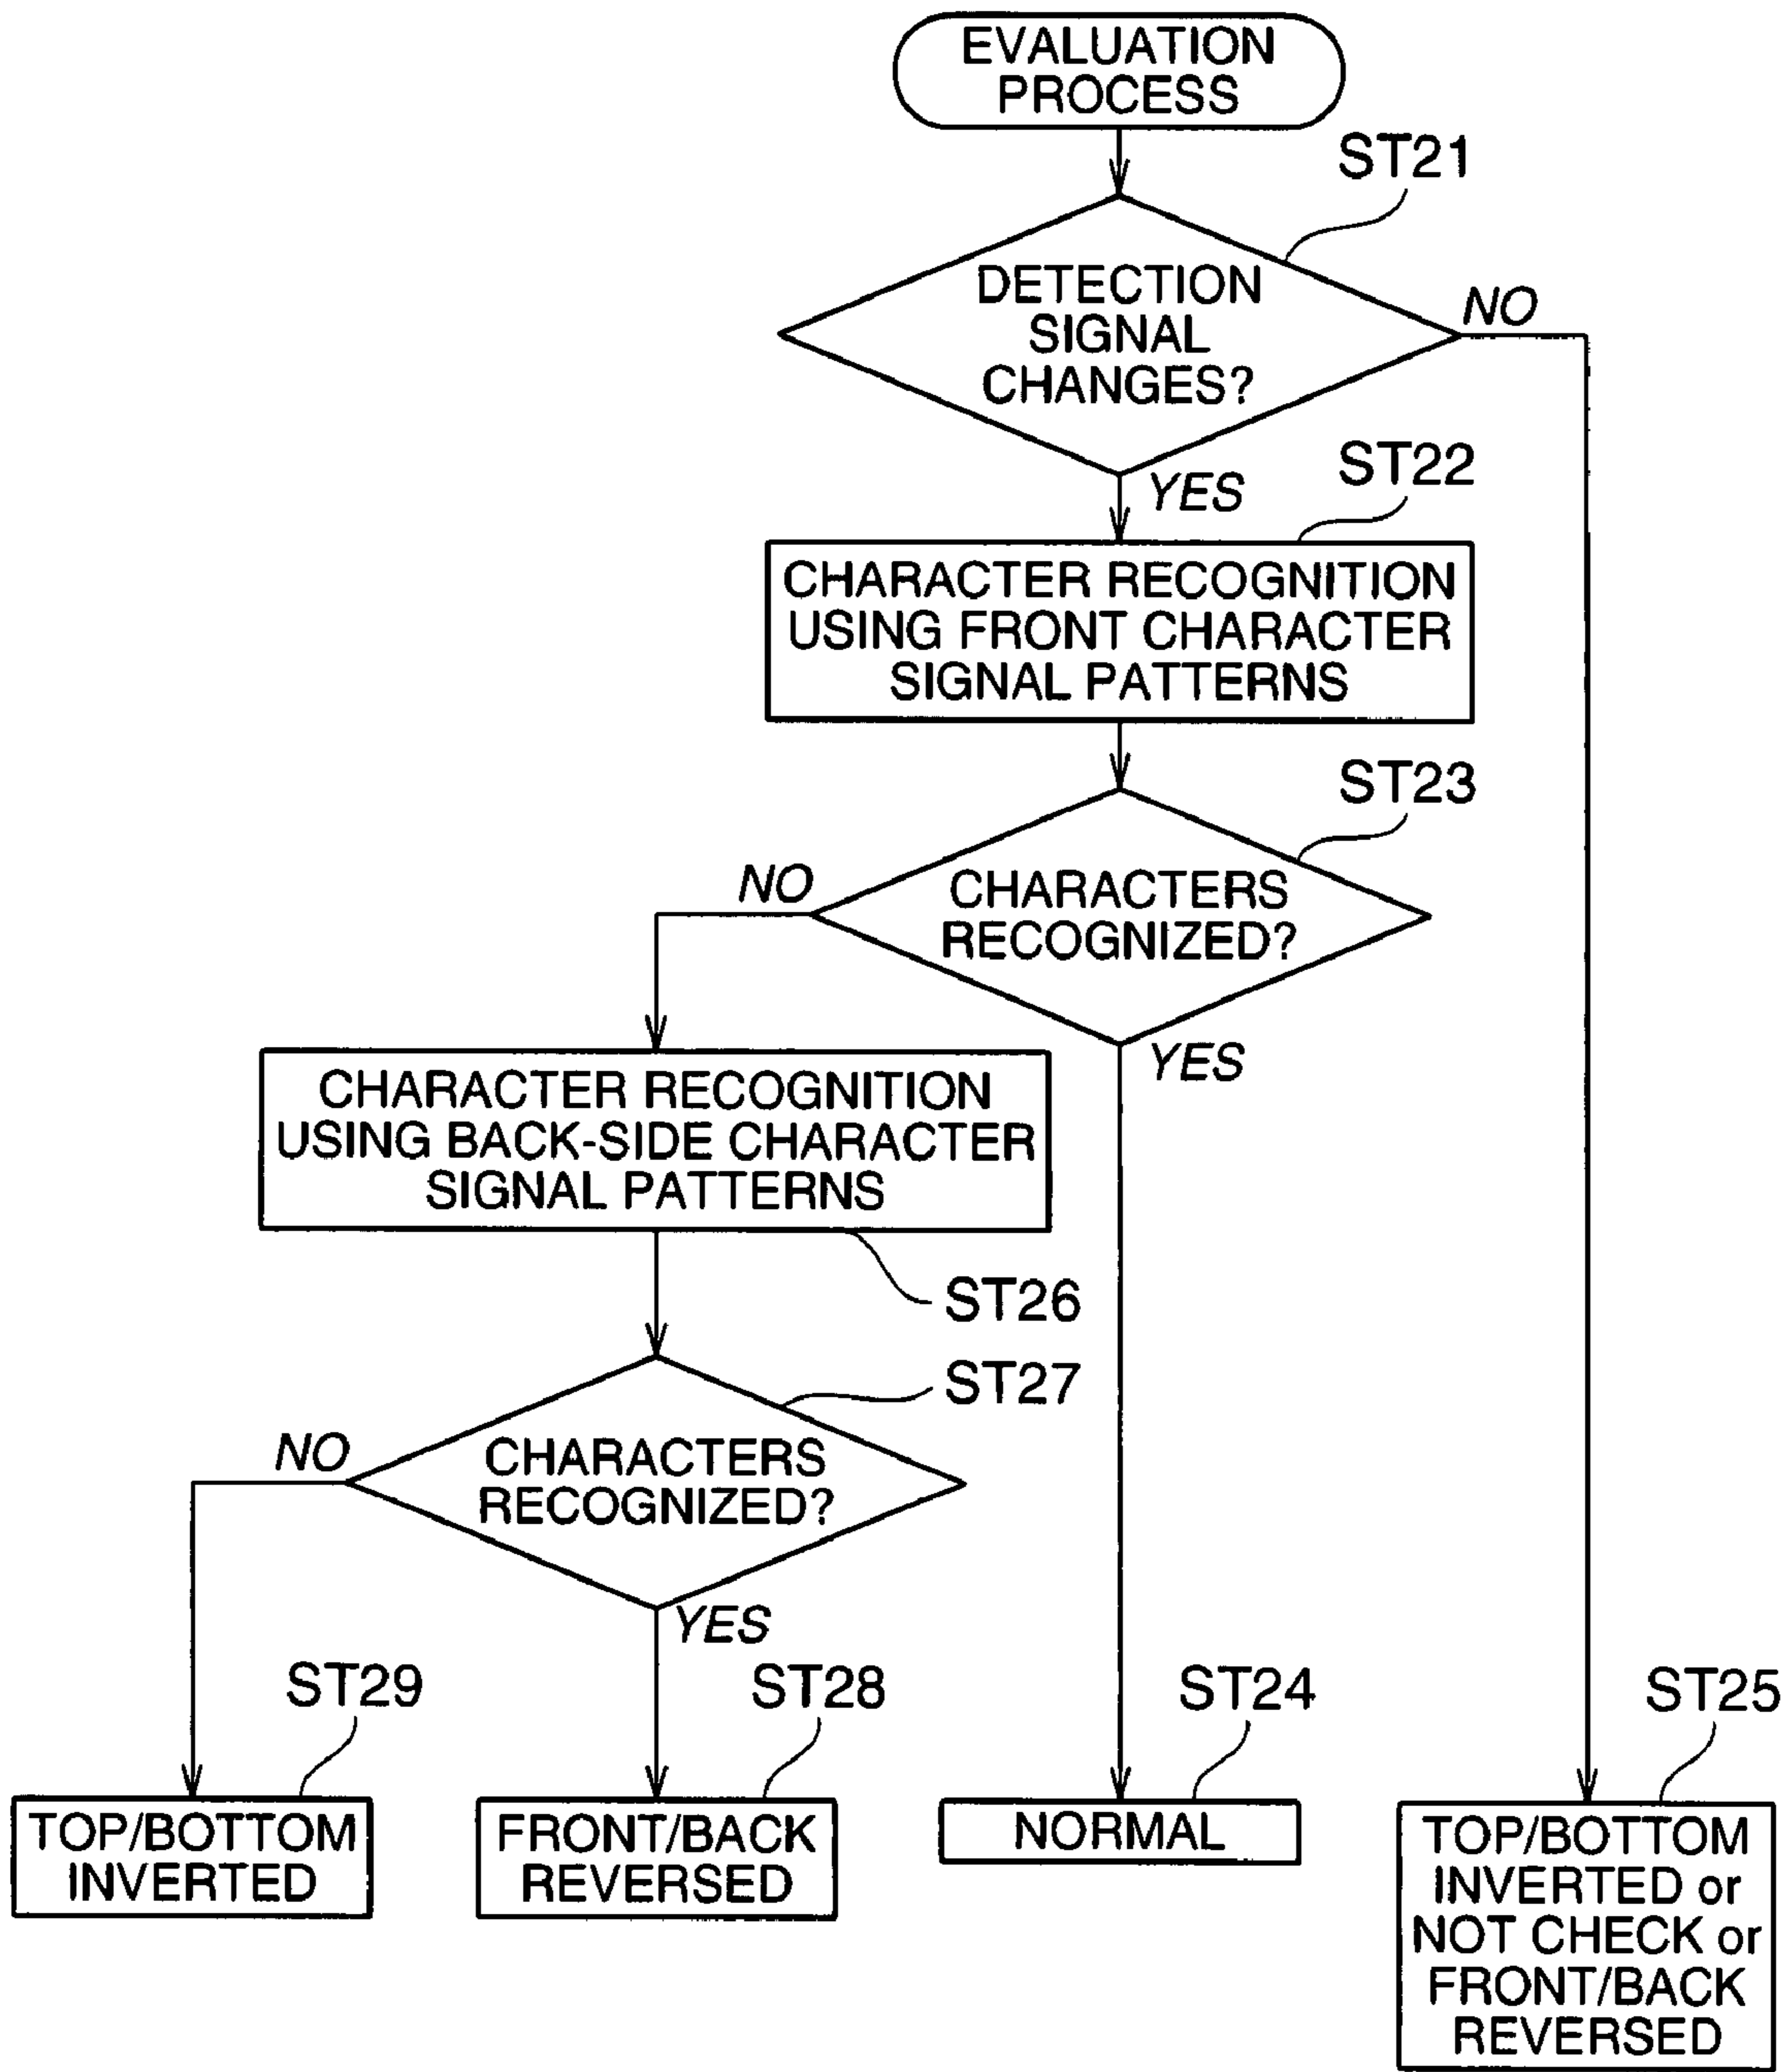 EVALUATION
PROCESS
ST21
DETECTION
SIGNAL
CHANGES?
NO
YES
ST22
CHARACTER RECOGNITION
USING FRONT CHARACTER
SIGNAL PATTERNS
ST23
CHARACTERS
RECOGNIZED?
NO
YES
CHARACTER RECOGNITION
USING BACK-SIDE CHARACTER
SIGNAL PATTERNS
ST26
ST27
CHARACTERS
RECOGNIZED?
NO
YES
ST29
TOP/BOTTOM
INVERTED
ST28
FRONT/BACK
REVERSED
ST24
NORMAL
ST25
TOP/BOTTOM
INVERTED or
NOT CHECK or
FRONT/BACK
REVERSED